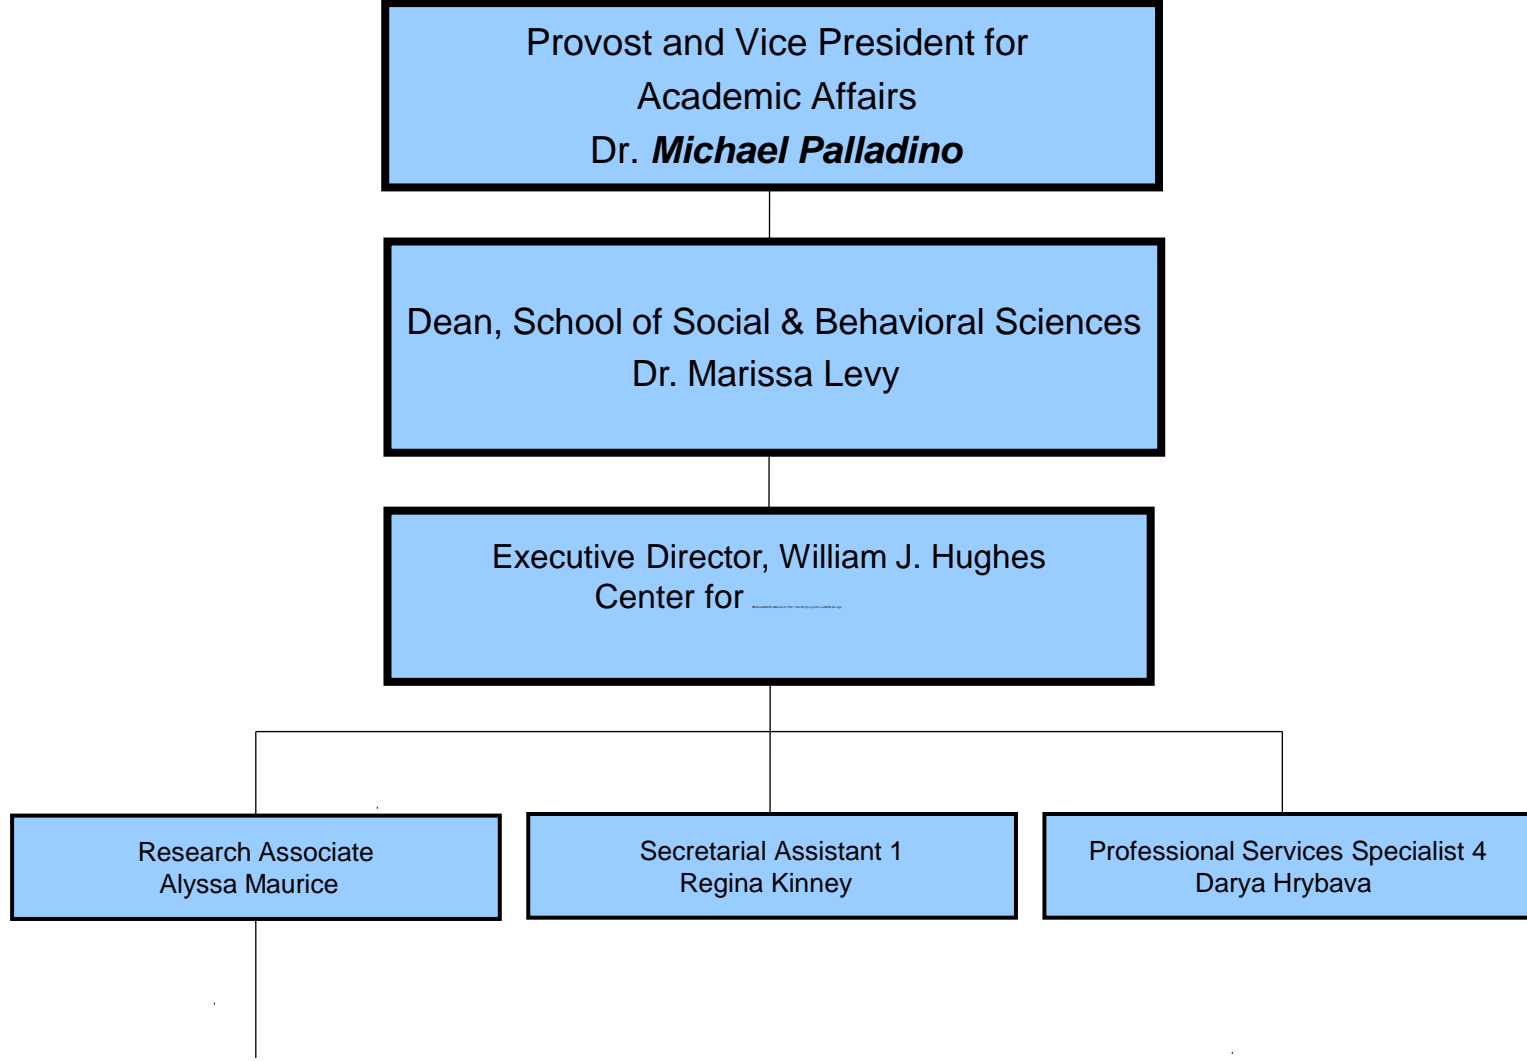 Provost and Vice President for
Academic Affairs
Dr. Michael Palladino
Dean, School of Social & Behavioral Sciences
Dr. Marissa Levy
Executive Director, William J. Hughes
Center for
Research Associate
Alyssa Maurice
Secretarial Assistant 1
Regina Kinney
Professional Services Specialist 4
Darya Hrybava